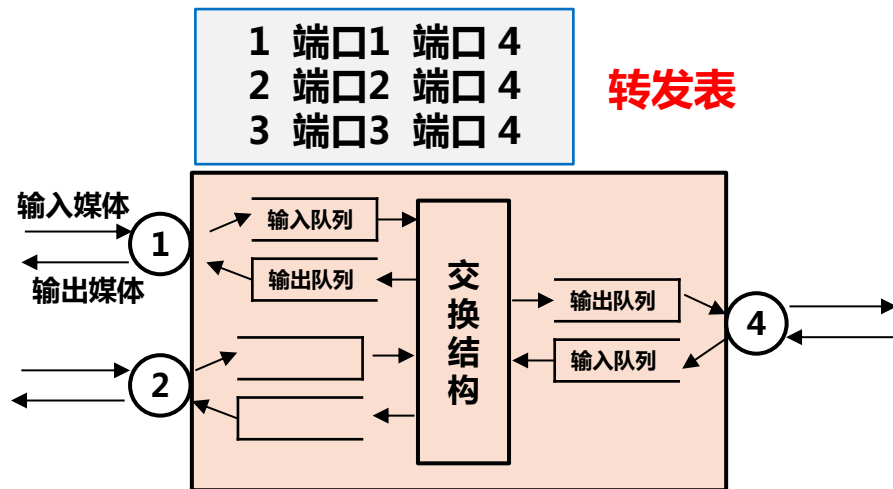 1 端口1 端口 4
2 端口2 端口 4
3 端口3 端口 4
转发表
输入媒体
1
输出媒体
输入队列
输出队列
交换结构
输出队列
输入队列
4
2